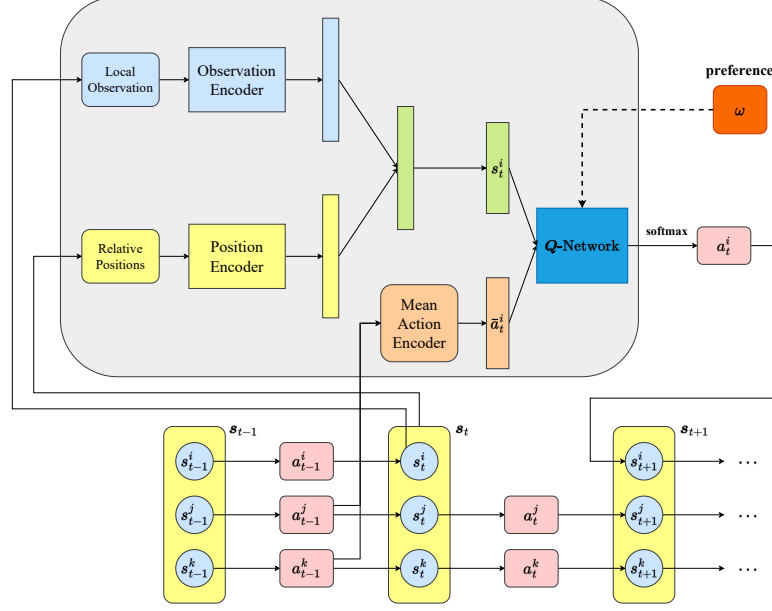 Local
Observation
Observation
Encoder
preference
ω
s_t^i
Relative
Positions
Position
Encoder
Q-Network
softmax
a_t^i
Mean
Action
Encoder
ā_t^i
s_{t−1}
s_t
s_{t+1}
s_{t−1}^i
a_{t−1}^i
s_t^i
s_{t+1}^i
...
s_{t−1}^j
a_{t−1}^j
s_t^j
a_t^j
s_{t+1}^j
...
s_{t−1}^k
a_{t−1}^k
s_t^k
a_t^k
s_{t+1}^k
...